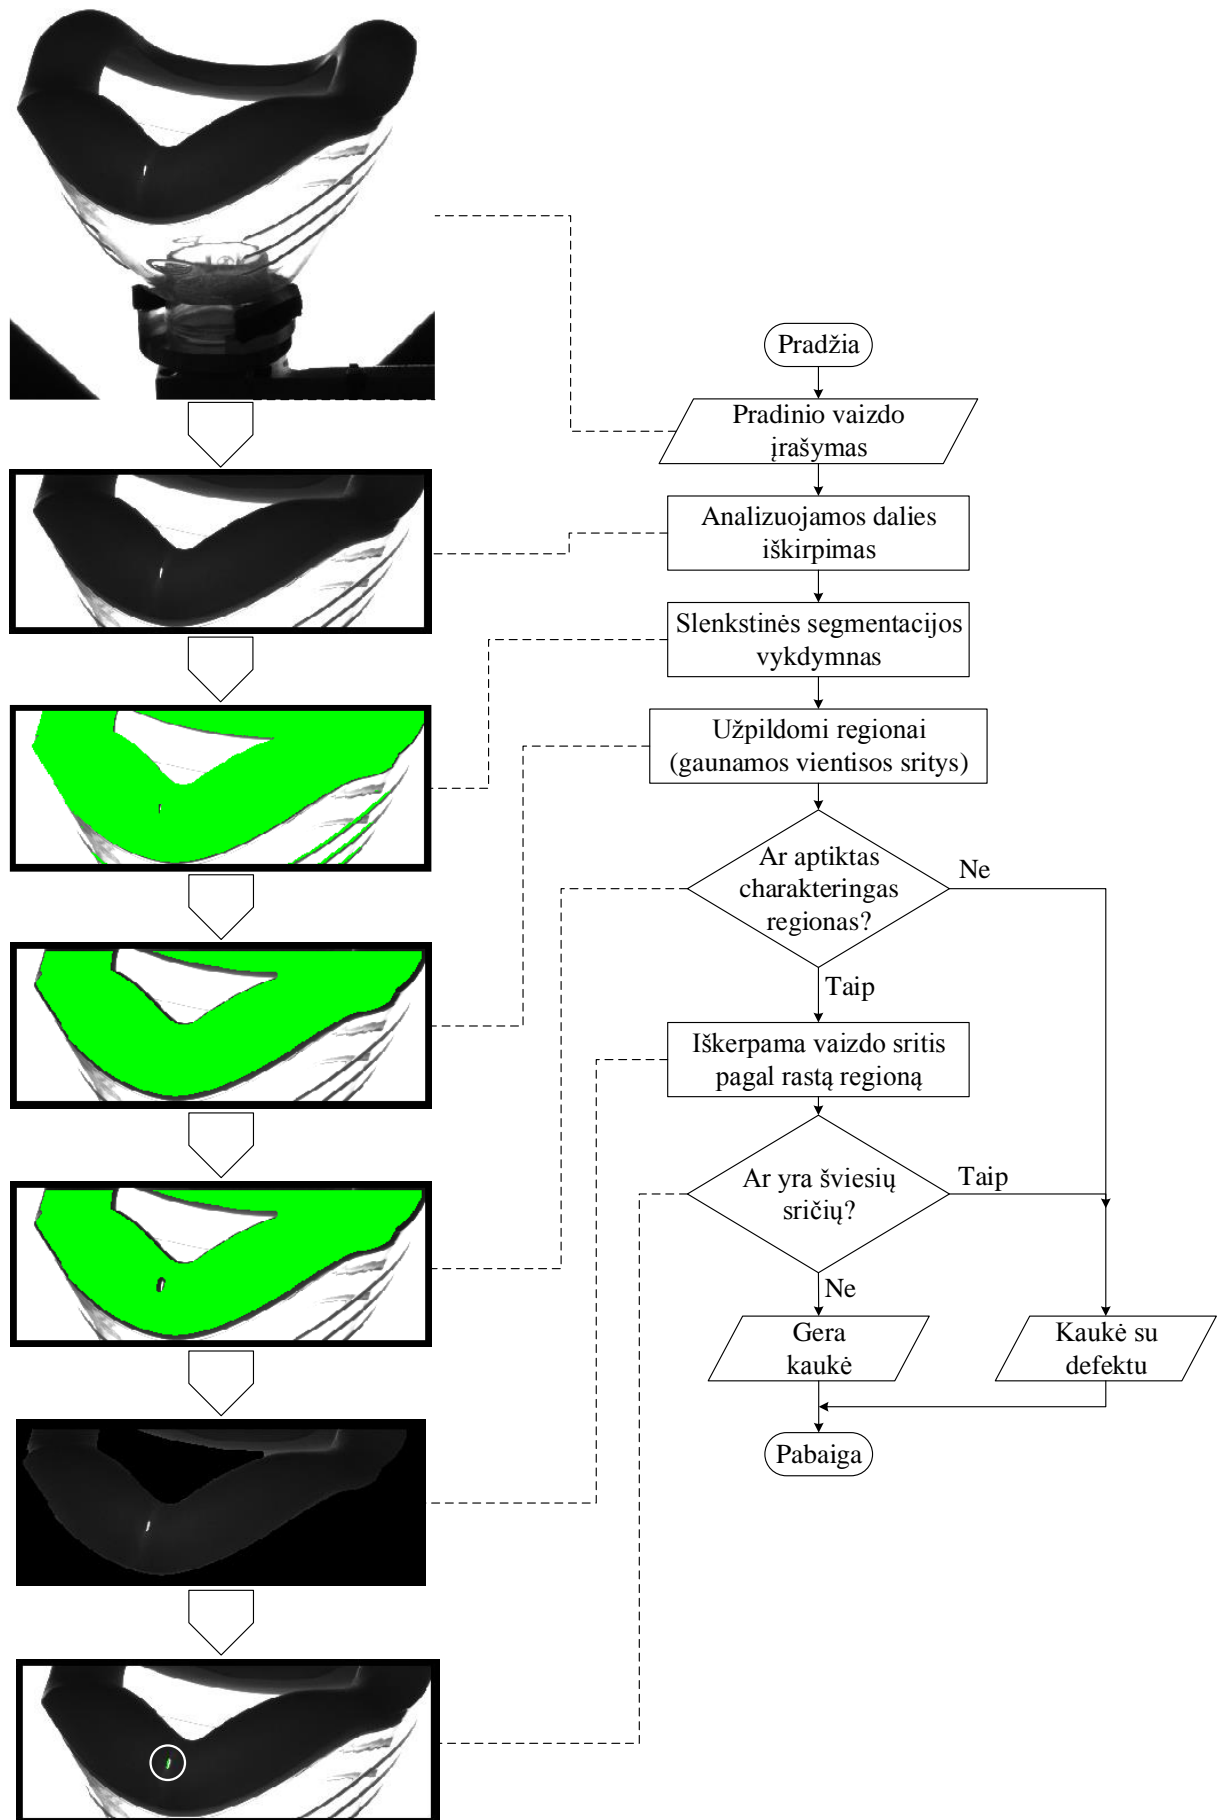 Pradžia
Pradinio vaizdo
įrašymas
Analizuojamos dalies
iškirpimas
Slenkstinės segmentacijos
vykdymnas
Užpildomi regionai
(gaunamos vientisos sritys)
Ar aptiktas
charakteringas
regionas?
Ne
Taip
Iškerpama vaizdo sritis
pagal rastą regioną
Ar yra šviesių
sričių?
Taip
Ne
Gera
kaukė
Kaukė su
defektu
Pabaiga